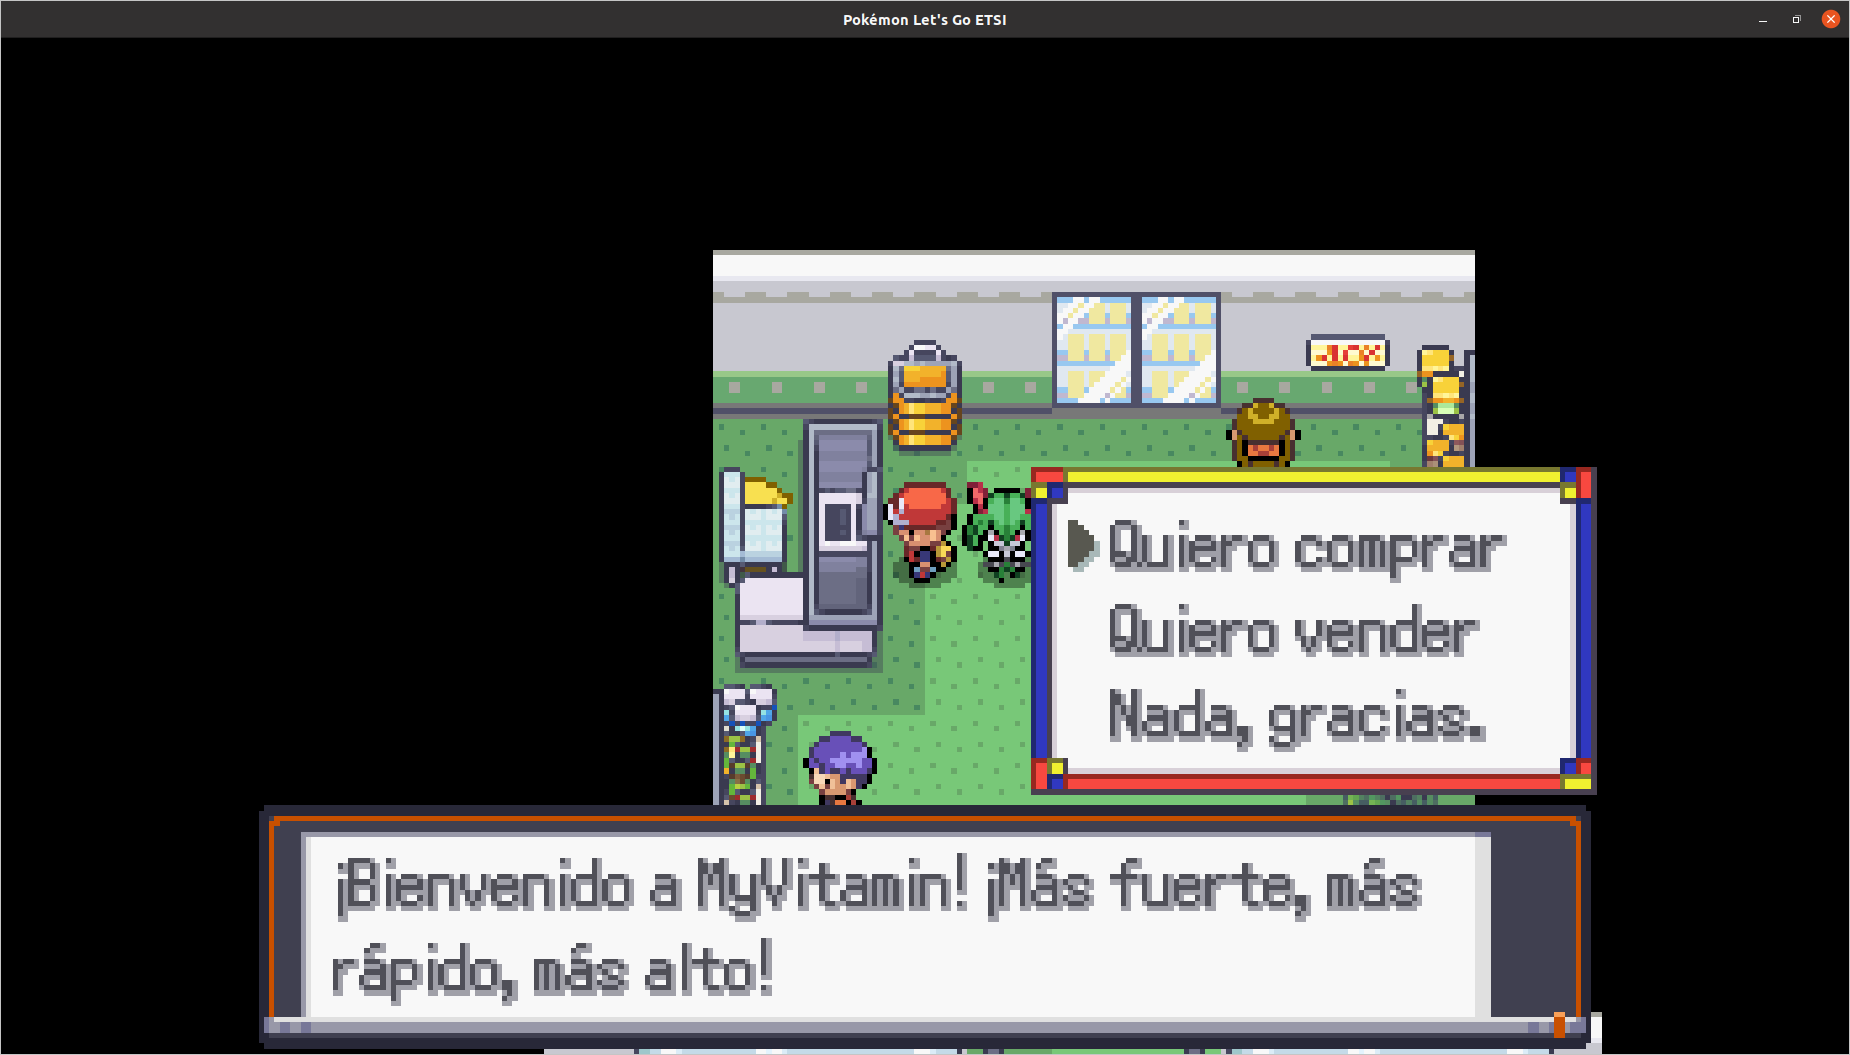 Pokémon Let's Go ETSI
Quiero comprar
Quiero vender
Nada, gracias.
¡Bienvenido a MyVitamin! ¡Más fuerte, más
rápido, más alto!